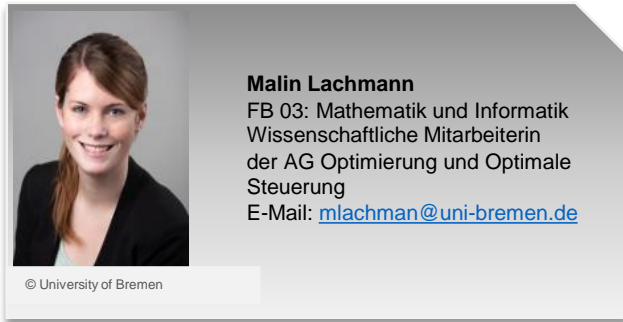 Malin Lachmann
FB 03: Mathematik und Informatik
Wissenschaftliche Mitarbeiterin
der AG Optimierung und Optimale
Steuerung
E-Mail: mlachman@uni-bremen.de
© University of Bremen